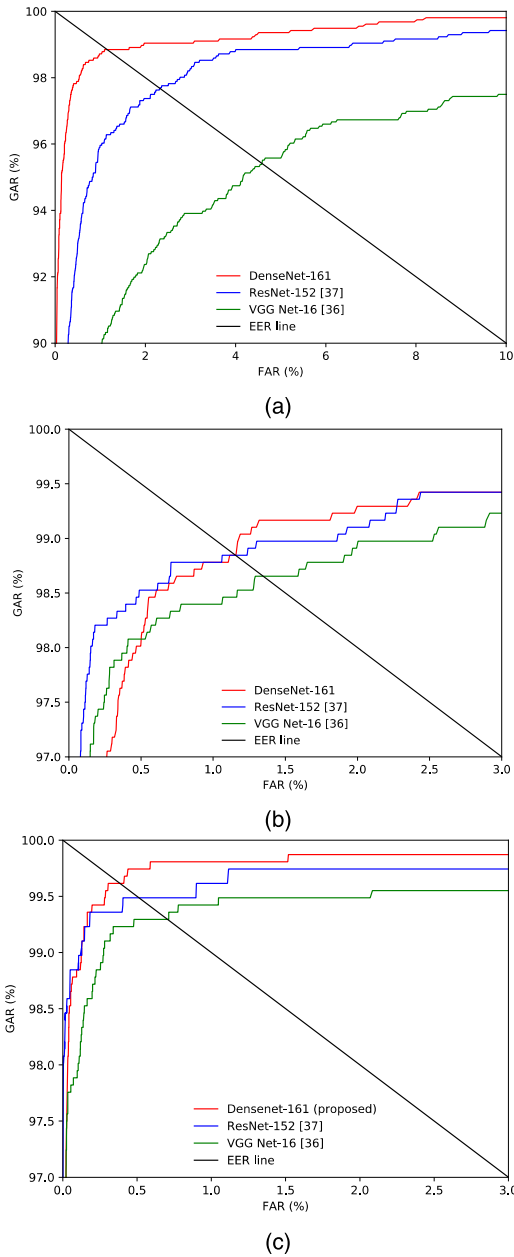 100
98
96
94
92
90
GAR (%)
DenseNet-161
ResNet-152 [37]
VGG Net-16 [36]
EER line
0
2
4
6
8
10
FAR (%)
(a)
100.0
99.5
99.0
98.5
98.0
97.5
97.0
GAR (%)
DenseNet-161
ResNet-152 [37]
VGG Net-16 [36]
EER line
0.0
0.5
1.0
1.5
2.0
2.5
3.0
FAR (%)
(b)
100.0
99.5
99.0
98.5
98.0
97.5
97.0
GAR (%)
Densenet-161 (proposed)
ResNet-152 [37]
VGG Net-16 [36]
EER line
0.0
0.5
1.0
1.5
2.0
2.5
3.0
FAR (%)
(c)